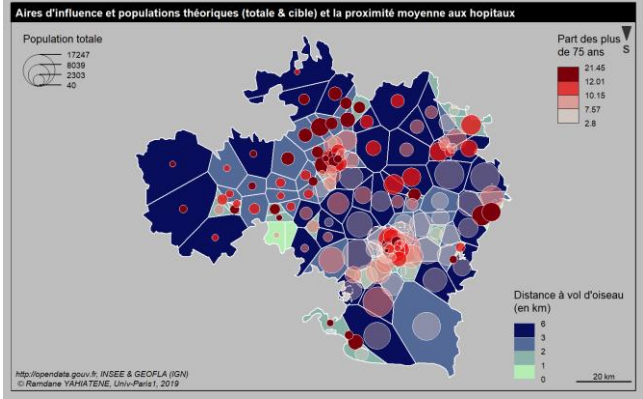 Aires d'influence et populations théoriques (totale & cible) et la proximité moyenne aux hopitaux
Population totale
17247
8039
2303
40
Part des plus
de 75 ans
S
21.45
12.01
10.15
7.57
2.8
Distance à vol d'oiseau
(en km)
6
3
2
1
0
http://opendata.gouv.fr, INSEE & GEOFLA (IGN)
© Ramdane YAHIATENE, Univ-Paris1, 2019
20 km